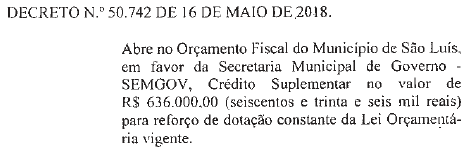 DECRETO N.º 50.742 DE 16 DE MAIO DE 2018.
Abre no Orçamento Fiscal do Município de São Luís,
em favor da Secretaria Municipal de Governo -
SEMGOV, Crédito Suplementar no valor de
R$ 636.000.00 (seiscentos e trinta e seis mil reais)
para reforço de dotação constante da Lei Orçamentá-
ria vigente.